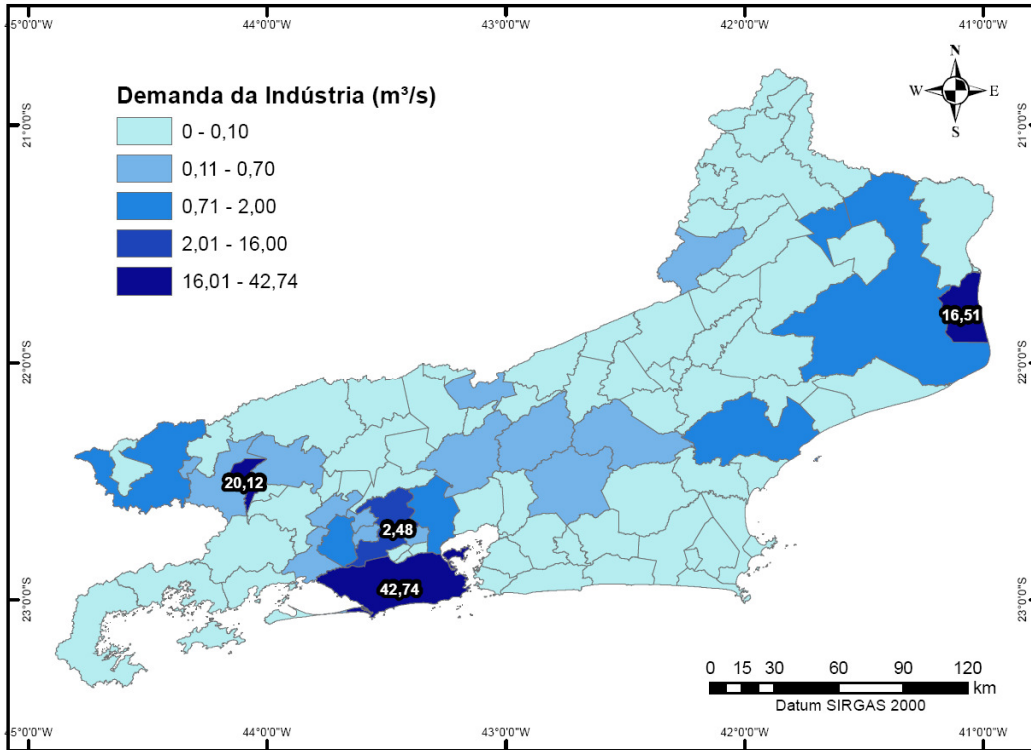 45°0'0"W 44°0'0"W 43°0'0"W 42°0'0"W 41°0'0"W
N
W E
S
Demanda da Indústria (m³/s)
0 - 0,10
0,11 - 0,70
0,71 - 2,00
2,01 - 16,00
16,01 - 42,74
21°0'0"S 21°0'0"S
16,51
22°0'0"S 22°0'0"S
20,12
2,48
42,74
23°0'0"S 23°0'0"S
0 15 30 60 90 120
km
Datum SIRGAS 2000
45°0'0"W 44°0'0"W 43°0'0"W 42°0'0"W 41°0'0"W